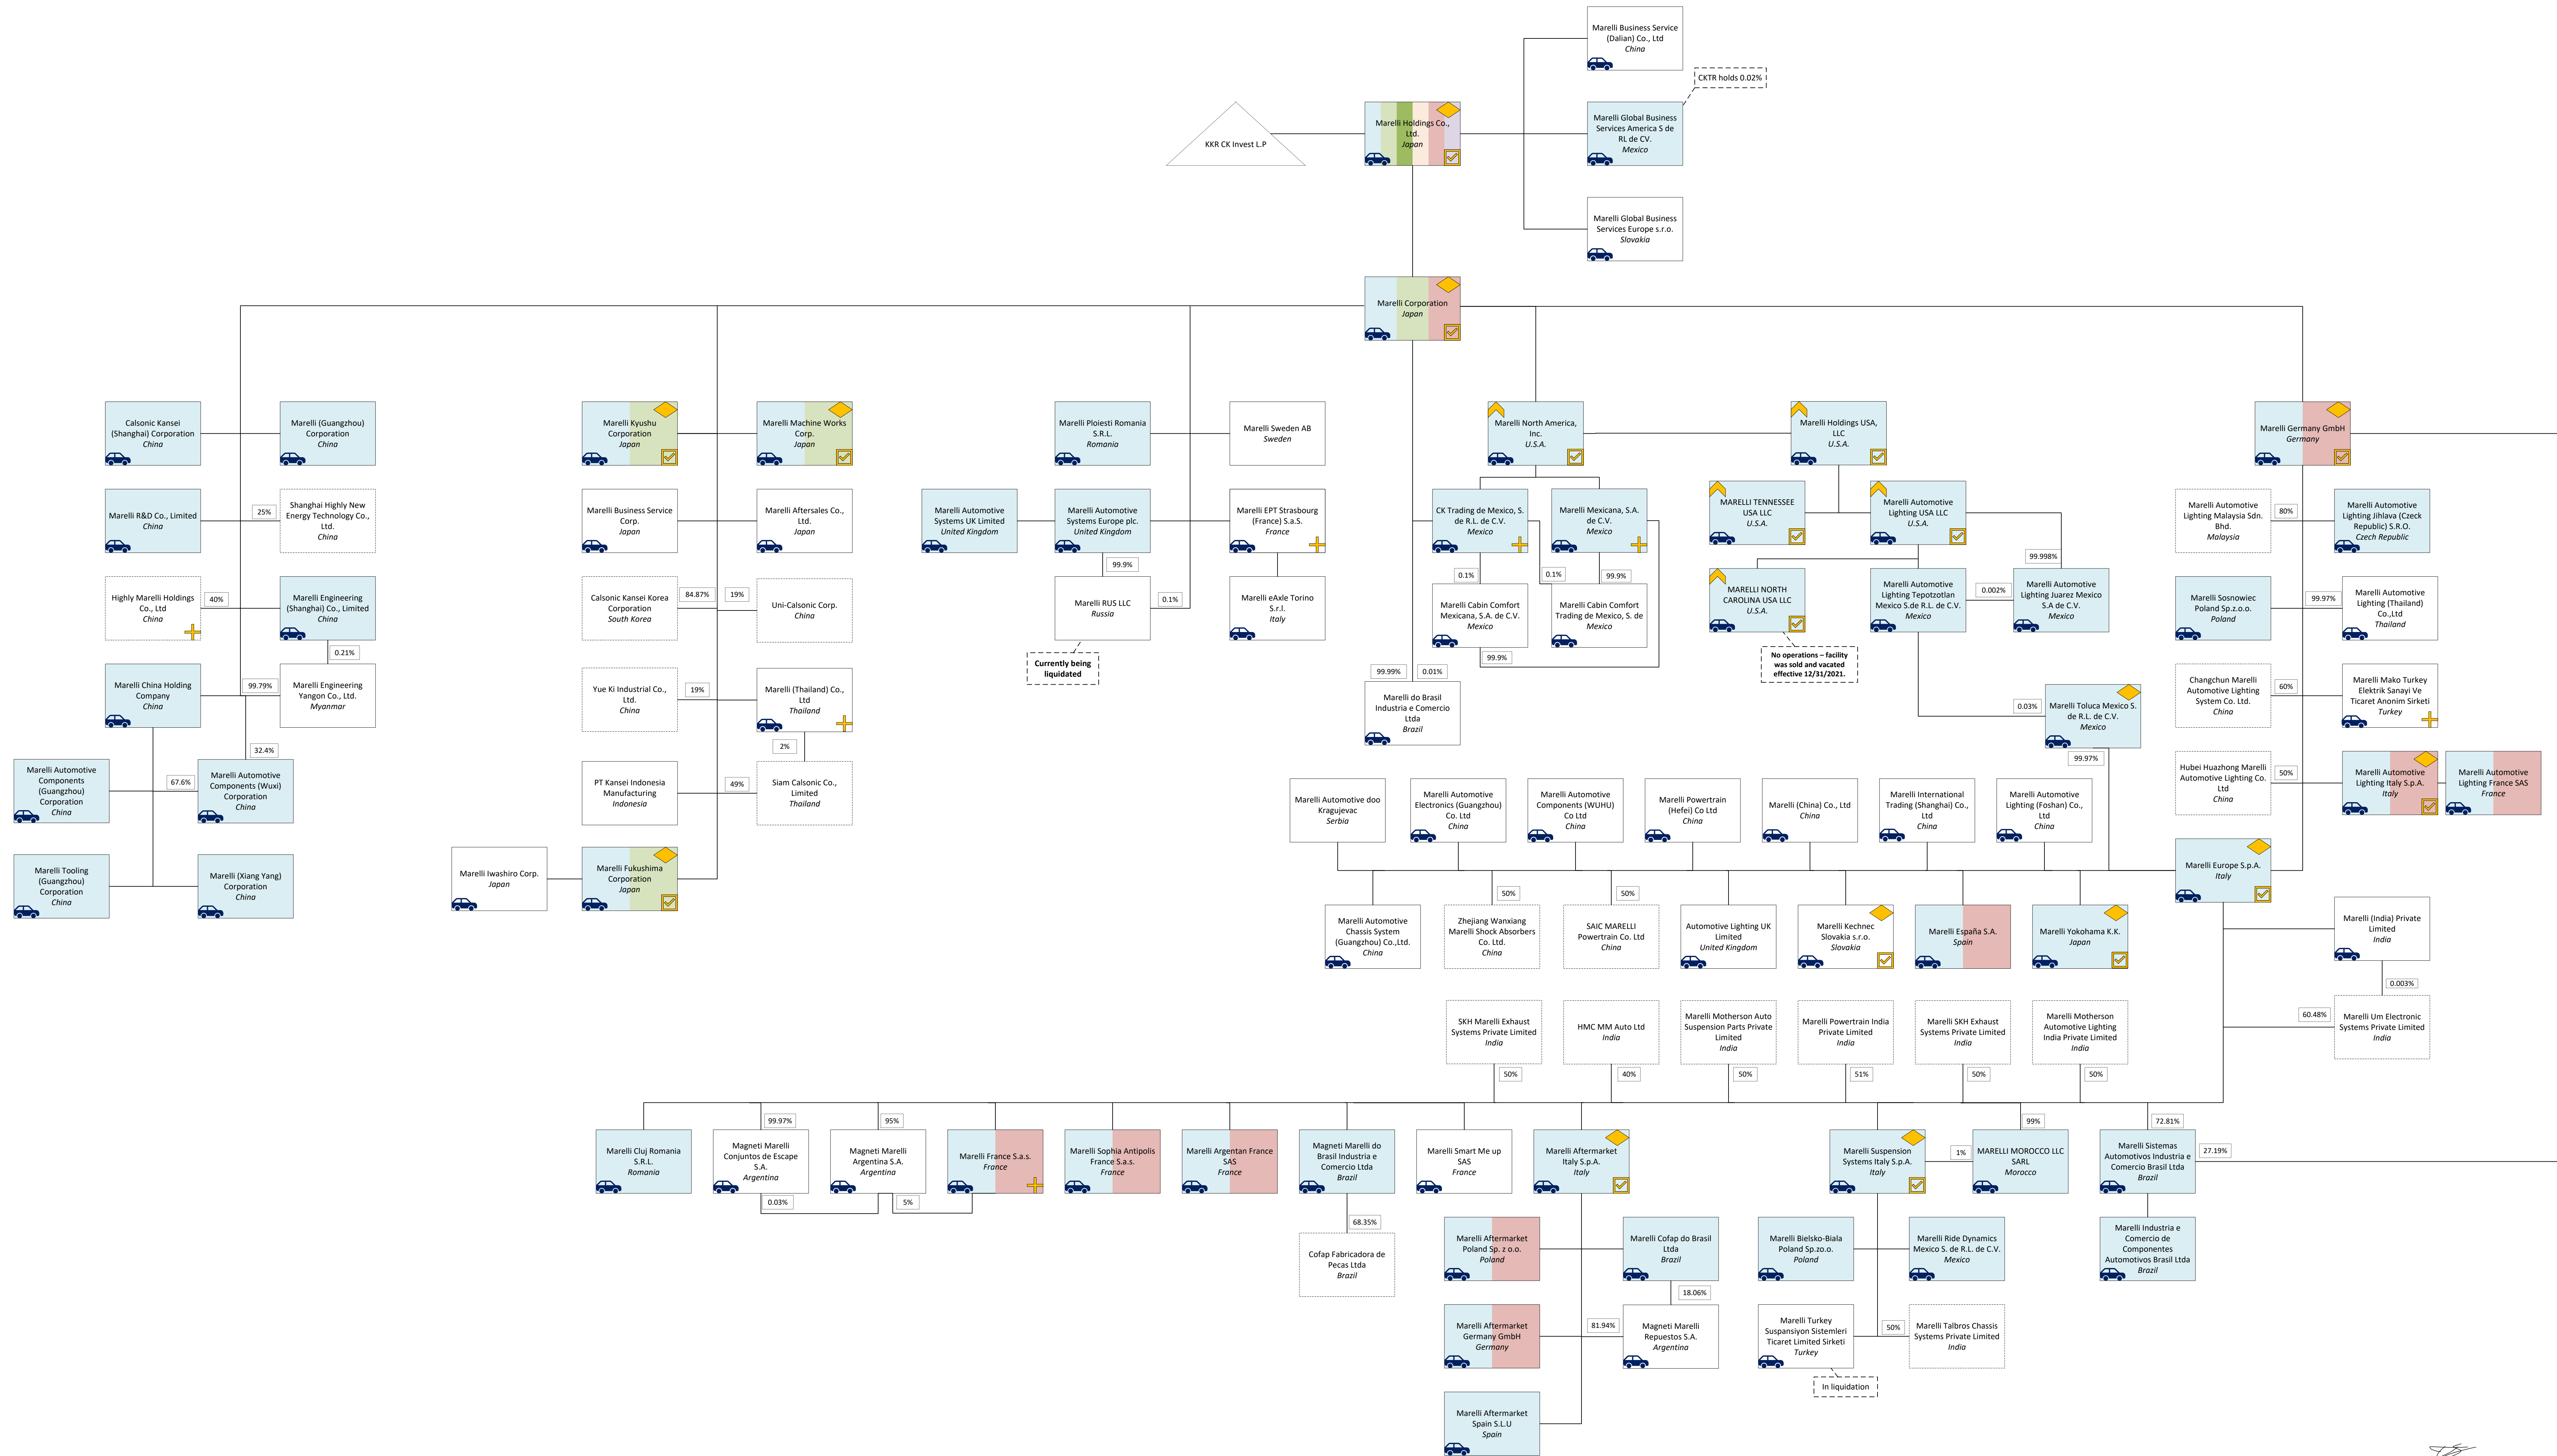 Marelli Business Service
(Dalian) Co., Ltd
China
CKTR holds 0.02%
KKR CK Invest L.P
Marelli Holdings Co.,
Ltd.
Japan
Marelli Global Business
Services America S de
RL de CV.
Mexico
Marelli Global Business
Services Europe s.r.o.
Slovakia
Marelli Corporation
Japan
Calsonic Kansei
(Shanghai) Corporation
China
Marelli (Guangzhou)
Corporation
China
Marelli Kyushu
Corporation
Japan
Marelli Machine Works
Corp.
Japan
Marelli Ploiesti Romania
S.R.L.
Romania
Marelli Sweden AB
Sweden
Marelli North America,
Inc.
U.S.A.
Marelli Holdings USA,
LLC
U.S.A.
Marelli Germany GmbH
Germany
Marelli R&D Co., Limited
China
25%
Shanghai Highly New
Energy Technology Co.,
Ltd.
China
Marelli Business Service
Corp.
Japan
Marelli Aftersales Co.,
Ltd.
Japan
Marelli Automotive
Systems UK Limited
United Kingdom
Marelli Automotive
Systems Europe plc.
United Kingdom
Marelli EPT Strasbourg
(France) S.a.S.
France
CK Trading de Mexico, S.
de R.L. de C.V.
Mexico
Marelli Mexicana, S.A.
de C.V.
Mexico
MARELLI TENNESSEE
USA LLC
U.S.A.
Marelli Automotive
Lighting USA LLC
U.S.A.
Marelli Automotive
Lighting Malaysia Sdn.
Bhd.
Malaysia
80%
Marelli Automotive
Lighting Jihlava (Czeck
Republic) S.R.O.
Czech Republic
99.998%
99.9%
0.1%
0.1%
99.9%
Highly Marelli Holdings
Co., Ltd
China
40%
Marelli Engineering
(Shanghai) Co., Limited
China
Calsonic Kansei Korea
Corporation
South Korea
84.87%
19%
Uni-Calsonic Corp.
China
Marelli RUS LLC
Russia
0.1%
Marelli eAxle Torino
S.r.l.
Italy
Marelli Cabin Comfort
Mexicana, S.A. de C.V.
Mexico
Marelli Cabin Comfort
Trading de Mexico, S. de
Mexico
MARELLI NORTH
CAROLINA USA LLC
U.S.A.
Marelli Automotive
Lighting Tepotzotlan
Mexico S.de R.L. de C.V.
Mexico
0.002%
Marelli Automotive
Lighting Juarez Mexico
S.A de C.V.
Mexico
Marelli Sosnowiec
Poland Sp.z.o.o.
Poland
99.97%
Marelli Automotive
Lighting (Thailand)
Co.,Ltd
Thailand
0.21%
Currently being
liquidated
99.9%
No operations – facility
was sold and vacated
effective 12/31/2021.
Marelli China Holding
Company
China
99.79%
Marelli Engineering
Yangon Co., Ltd.
Myanmar
Yue Ki Industrial Co.,
Ltd.
China
19%
Marelli (Thailand) Co.,
Ltd
Thailand
99.99%
0.01%
Marelli do Brasil
Industria e Comercio
Ltda
Brazil
0.03%
Marelli Toluca Mexico S.
de R.L. de C.V.
Mexico
99.97%
Changchun Marelli
Automotive Lighting
System Co. Ltd.
China
60%
Marelli Mako Turkey
Elektrik Sanayi Ve
Ticaret Anonim Sirketi
Turkey
32.4%
2%
Marelli Automotive
Components
(Guangzhou)
Corporation
China
67.6%
Marelli Automotive
Components (Wuxi)
Corporation
China
PT Kansei Indonesia
Manufacturing
Indonesia
49%
Siam Calsonic Co.,
Limited
Thailand
Marelli Automotive doo
Kragujevac
Serbia
Marelli Automotive
Electronics (Guangzhou)
Co. Ltd
China
Marelli Automotive
Components (WUHU)
Co Ltd
China
Marelli Powertrain
(Hefei) Co Ltd
China
Marelli (China) Co., Ltd
China
Marelli International
Trading (Shanghai) Co.,
Ltd
China
Marelli Automotive
Lighting (Foshan) Co.,
Ltd
China
Hubei Huazhong Marelli
Automotive Lighting Co.
Ltd
China
50%
Marelli Automotive
Lighting Italy S.p.A.
Italy
Marelli Automotive
Lighting France SAS
France
Marelli Tooling
(Guangzhou)
Corporation
China
Marelli (Xiang Yang)
Corporation
China
Marelli Iwashiro Corp.
Japan
Marelli Fukushima
Corporation
Japan
Marelli Europe S.p.A.
Italy
50%
50%
Marelli Automotive
Chassis System
(Guangzhou) Co.,Ltd.
China
Zhejiang Wanxiang
Marelli Shock Absorbers
Co. Ltd.
China
SAIC MARELLI
Powertrain Co. Ltd
China
Automotive Lighting UK
Limited
United Kingdom
Marelli Kechnec
Slovakia s.r.o.
Slovakia
Marelli España S.A.
Spain
Marelli Yokohama K.K.
Japan
Marelli (India) Private
Limited
India
0.003%
SKH Marelli Exhaust
Systems Private Limited
India
HMC MM Auto Ltd
India
Marelli Motherson Auto
Suspension Parts Private
Limited
India
Marelli Powertrain India
Private Limited
India
Marelli SKH Exhaust
Systems Private Limited
India
Marelli Motherson
Automotive Lighting
India Private Limited
India
60.48%
Marelli Um Electronic
Systems Private Limited
India
50%
40%
50%
51%
50%
50%
99.97%
95%
99%
72.81%
Marelli Cluj Romania
S.R.L.
Romania
Magneti Marelli
Conjuntos de Escape
S.A.
Argentina
Magneti Marelli
Argentina S.A.
Argentina
Marelli France S.a.s.
France
Marelli Sophia Antipolis
France S.a.s.
France
Marelli Argentan France
SAS
France
Magneti Marelli do
Brasil Industria e
Comercio Ltda
Brazil
Marelli Smart Me up
SAS
France
Marelli Aftermarket
Italy S.p.A.
Italy
Marelli Suspension
Systems Italy S.p.A.
Italy
1%
MARELLI MOROCCO LLC
SARL
Morocco
Marelli Sistemas
Automotivos Industria e
Comercio Brasil Ltda
Brazil
27.19%
0.03%
5%
68.35%
Cofap Fabricadora de
Pecas Ltda
Brazil
Marelli Aftermarket
Poland Sp. z o.o.
Poland
Marelli Cofap do Brasil
Ltda
Brazil
Marelli Bielsko-Biala
Poland Sp.zo.o.
Poland
Marelli Ride Dynamics
Mexico S. de R.L. de C.V.
Mexico
Marelli Industria e
Comercio de
Componentes
Automotivos Brasil Ltda
Brazil
18.06%
Marelli Aftermarket
Germany GmbH
Germany
81.94%
Magneti Marelli
Repuestos S.A.
Argentina
Marelli Turkey
Suspansiyon Sistemleri
Ticaret Limited Sirketi
Turkey
50%
Marelli Talbros Chassis
Systems Private Limited
India
In liquidation
Marelli Aftermarket
Spain S.L.U
Spain